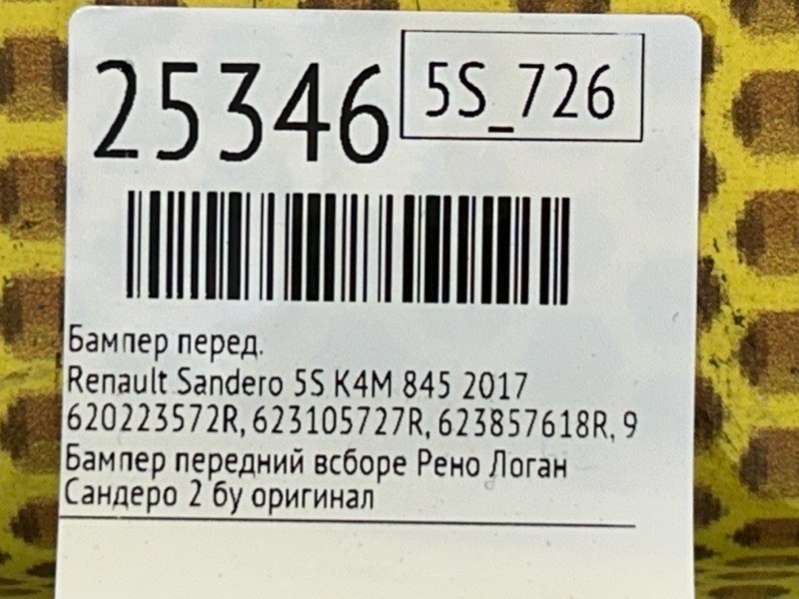 25346
5S_726
Бампер перед.
Renault Sandero 5S K4M 845 2017
620223572R, 623105727R, 623857618R, 9
Бампер передний всборе Рено Логан
Сандеро 2 бу оригинал